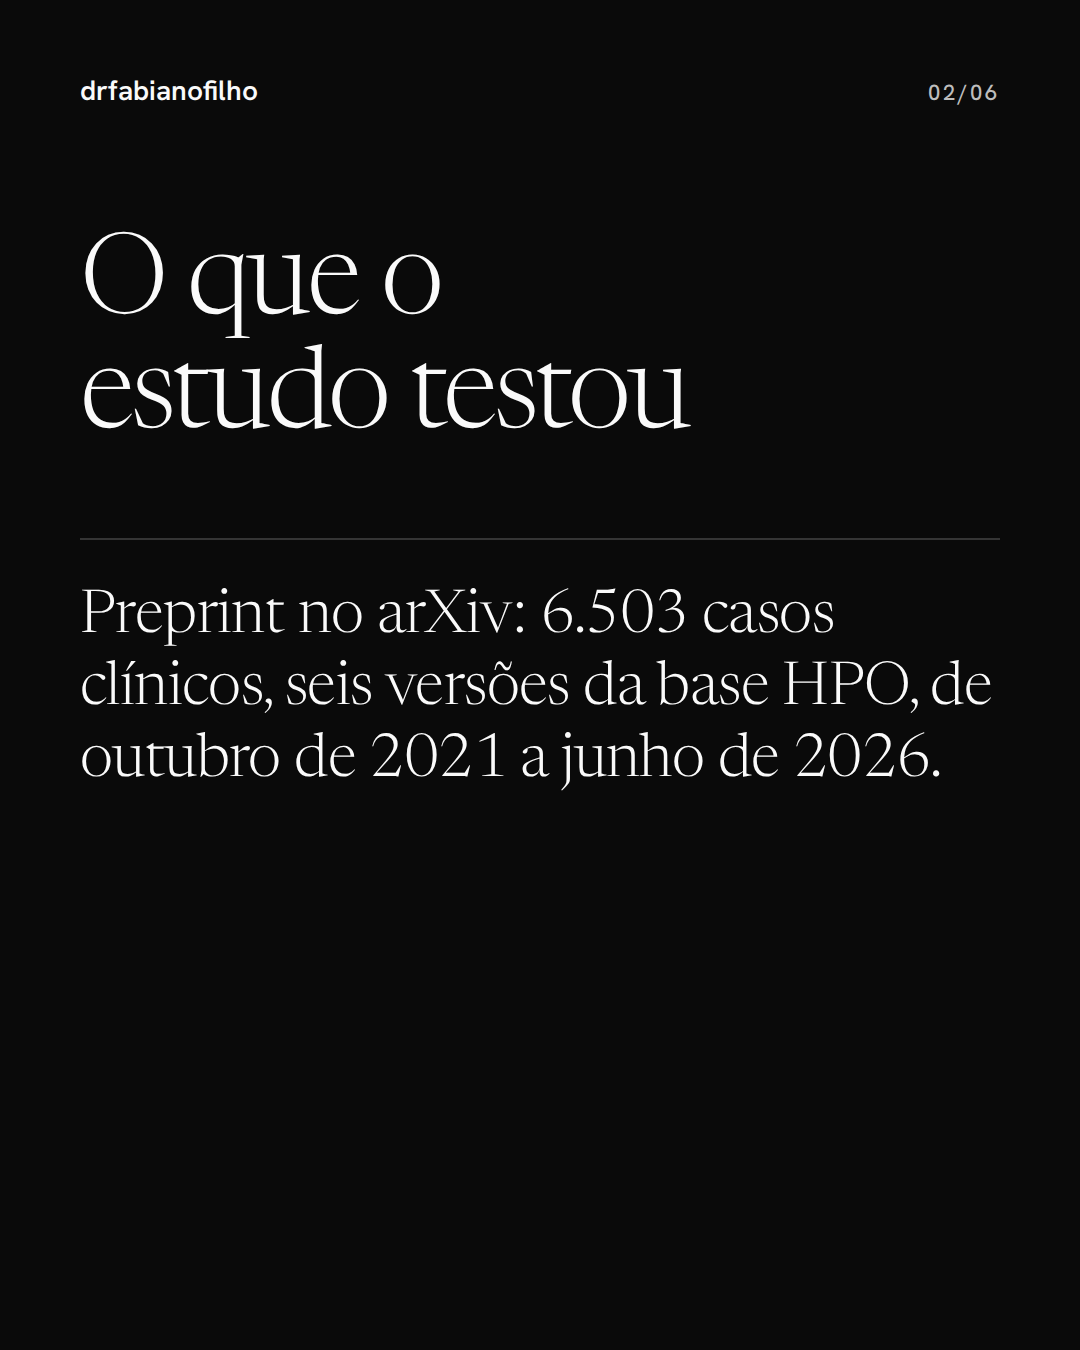 drfabianofilho
02/06
O que o
estudo testou
Preprint no arXiv: 6.503 casos
clínicos, seis versões da base HPO, de
outubro de 2021 a junho de 2026.